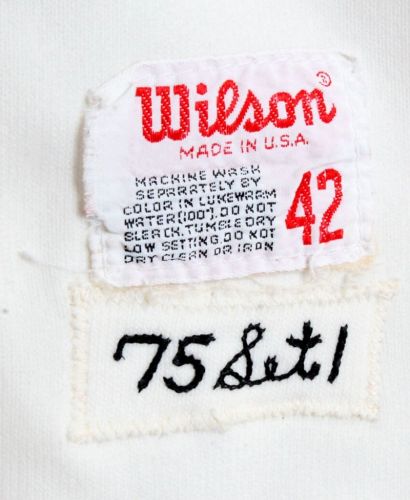 Wilson®
MADE IN U.S.A.
MACHINE WASH
SEPARATELY BY
COLOR IN LUKEWARM
WATER(100°). DO NOT
BLEACH. TUMBLE DRY
LOW SETTING. DO NOT
DRY CLEAN OR IRON
42
75 Set 1